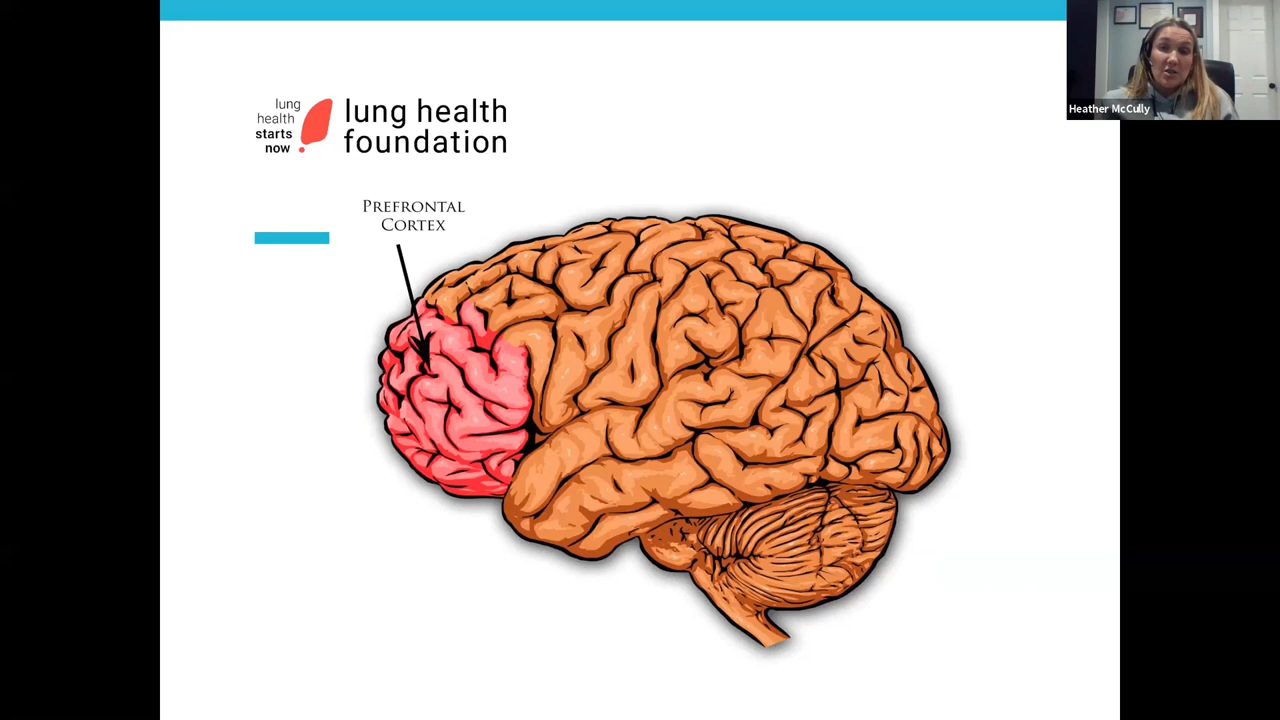 lung
health
starts
now
lung health
foundation
PREFRONTAL
CORTEX
Heather McCully